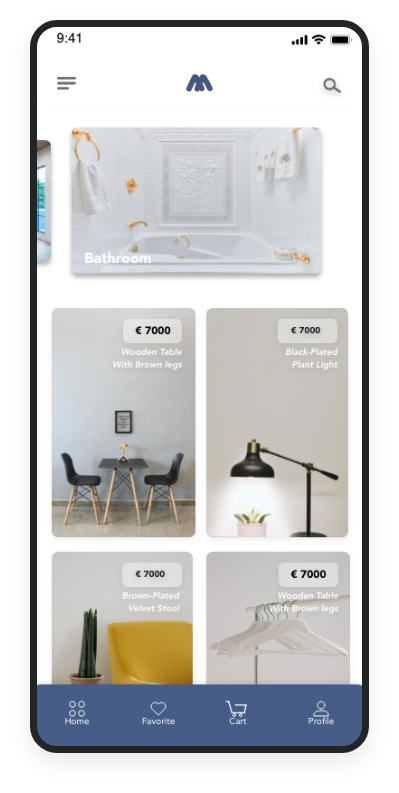 9:41
Bathroom
€ 7000
Wooden Table
With Brown legs
€ 7000
Black-Plated
Plant Light
€ 7000
Brown-Plated
Velvet Stool
€ 7000
Wooden Table
With Brown legs
Home
Favorite
Cart
Profile